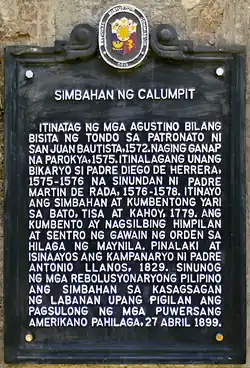 SIMBAHAN NG CALUMPIT
ITINATAG NG MGA AGUSTINO BILANG
BISITA NG TONDO SA PATRONATO NI
SAN JUAN BAUTISTA, 1572. NAGING GANAP
NA PAROKYA, 1575. ITINALAGANG UNANG
BIKARYO SI PADRE DIEGO DE HERRERA,
1575-1576 NA SINUNDAN NI PADRE
MARTIN DE RADA, 1576-1578. ITINAYO
ANG SIMBAHAN AT KUMBENTONG YARI
SA BATO, TISA AT KAHOY, 1779. ANG
KUMBENTO AY NAGSILBING HIMPILAN
AT SENTRO NG GAWAIN NG ORDEN SA
HILAGA NG MAYNILA. PINALAKI AT
ISINAAYOS ANG KAMPANARYO NI PADRE
ANTONIO LLANOS, 1829. SINUNOG
NG MGA REBOLUSYONARYONG PILIPINO
ANG SIMBAHAN SA KASAGSAGAN
NG LABANAN UPANG PIGILAN ANG
PAGSULONG NG MGA PUWERSANG
AMERIKANO PAHILAGA, 27 ABRIL 1899.